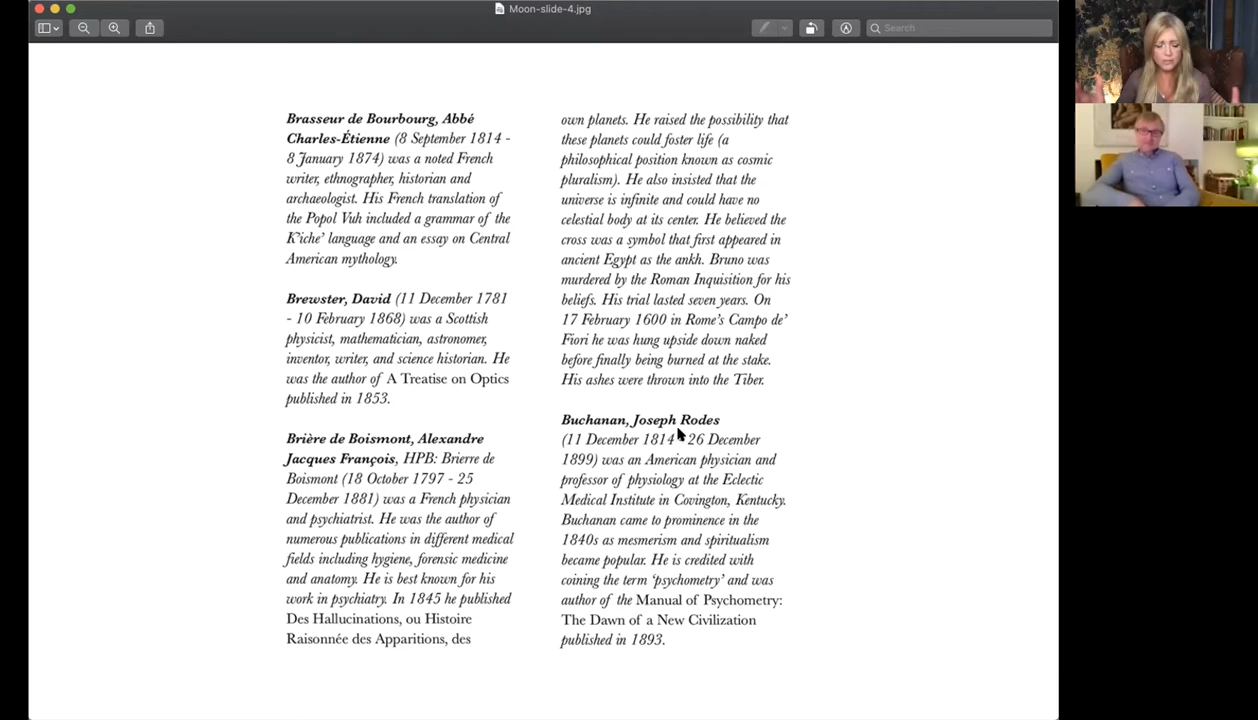 Moon-slide-4.jpg
Search
Brasseur de Bourbourg, Abbé
Charles-Étienne (8 September 1814 -
8 January 1874) was a noted French
writer, ethnographer, historian and
archaeologist. His French translation of
the Popol Vuh included a grammar of the
K'iche' language and an essay on Central
American mythology.
Brewster, David (11 December 1781
- 10 February 1868) was a Scottish
physicist, mathematician, astronomer,
inventor, writer, and science historian. He
was the author of A Treatise on Optics
published in 1853.
Brière de Boismont, Alexandre
Jacques François, HPB: Brierre de
Boismont (18 October 1797 - 25
December 1881) was a French physician
and psychiatrist. He was the author of
numerous publications in different medical
fields including hygiene, forensic medicine
and anatomy. He is best known for his
work in psychiatry. In 1845 he published
Des Hallucinations, ou Histoire
Raisonnée des Apparitions, des
own planets. He raised the possibility that
these planets could foster life (a
philosophical position known as cosmic
pluralism). He also insisted that the
universe is infinite and could have no
celestial body at its center. He believed the
cross was a symbol that first appeared in
ancient Egypt as the ankh. Bruno was
murdered by the Roman Inquisition for his
beliefs. His trial lasted seven years. On
17 February 1600 in Rome's Campo de'
Fiori he was hung upside down naked
before finally being burned at the stake.
His ashes were thrown into the Tiber.
Buchanan, Joseph Rodes
(11 December 1814 - 26 December
1899) was an American physician and
professor of physiology at the Eclectic
Medical Institute in Covington, Kentucky.
Buchanan came to prominence in the
1840s as mesmerism and spiritualism
became popular. He is credited with
coining the term 'psychometry' and was
author of the Manual of Psychometry:
The Dawn of a New Civilization
published in 1893.